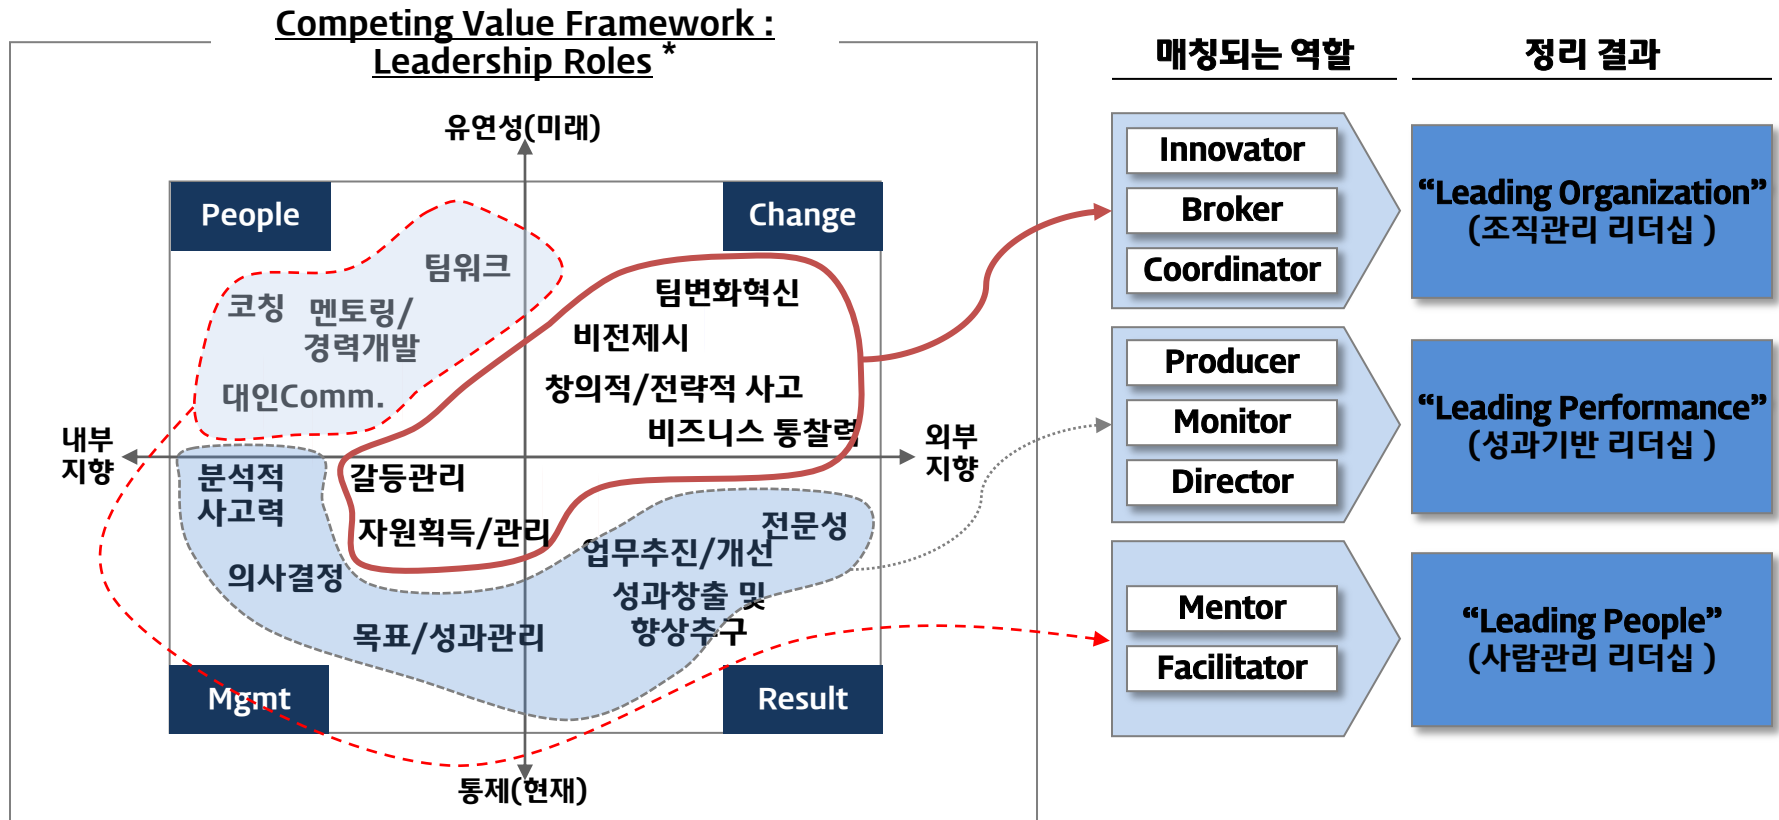 Competing Value Framework :
Leadership Roles *
매칭되는 역할
정리 결과
유연성(미래)
People
Change
팀워크
코칭
멘토링/
경력개발
대인Comm.
팀변화혁신
비전제시
창의적/전략적 사고
비즈니스 통찰력
내부
지향
외부
지향
분석적
사고력
갈등관리
자원획득/관리
전문성
업무추진/개선
의사결정
성과창출 및
향상추구
목표/성과관리
Mgmt
Result
통제(현재)
Innovator
Broker
Coordinator
“Leading Organization”
(조직관리 리더십 )
Producer
Monitor
Director
“Leading Performance”
(성과기반 리더십 )
Mentor
Facilitator
“Leading People”
(사람관리 리더십 )